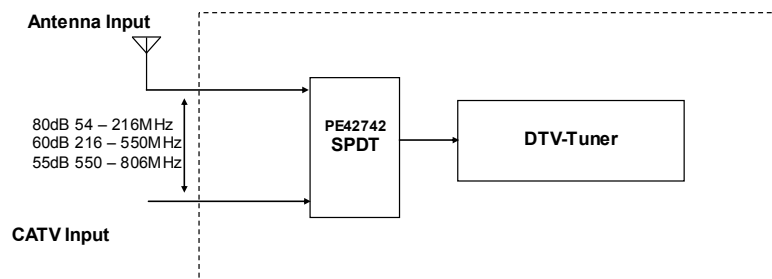 Antenna Input
80dB 54 – 216MHz
60dB 216 – 550MHz
55dB 550 – 806MHz
PE42742
SPDT
DTV-Tuner
CATV Input